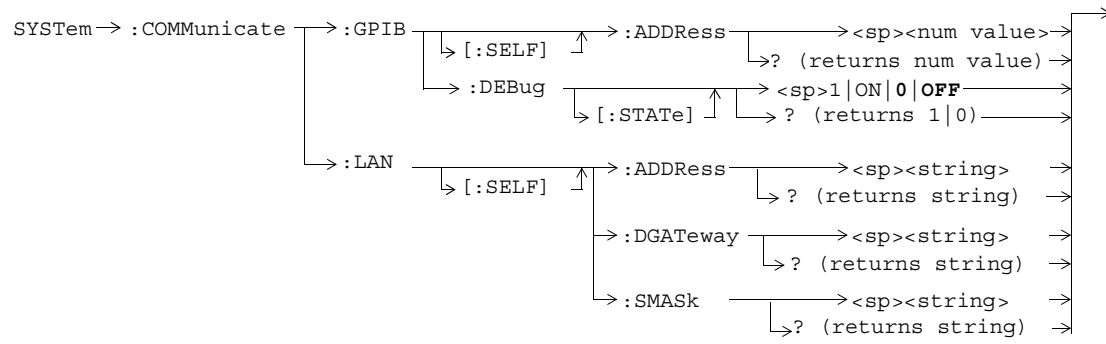 SYSTem :COMMunicate :GPIB :ADDRess <sp><num value>
[:SELF] ? (returns num value)
:DEBug <sp>1|ON|0|OFF
[:STATe] ? (returns 1|0)
:LAN :ADDRess <sp><string>
[:SELF] ? (returns string)
:DGATeway <sp><string>
? (returns string)
:SMASk <sp><string>
? (returns string)